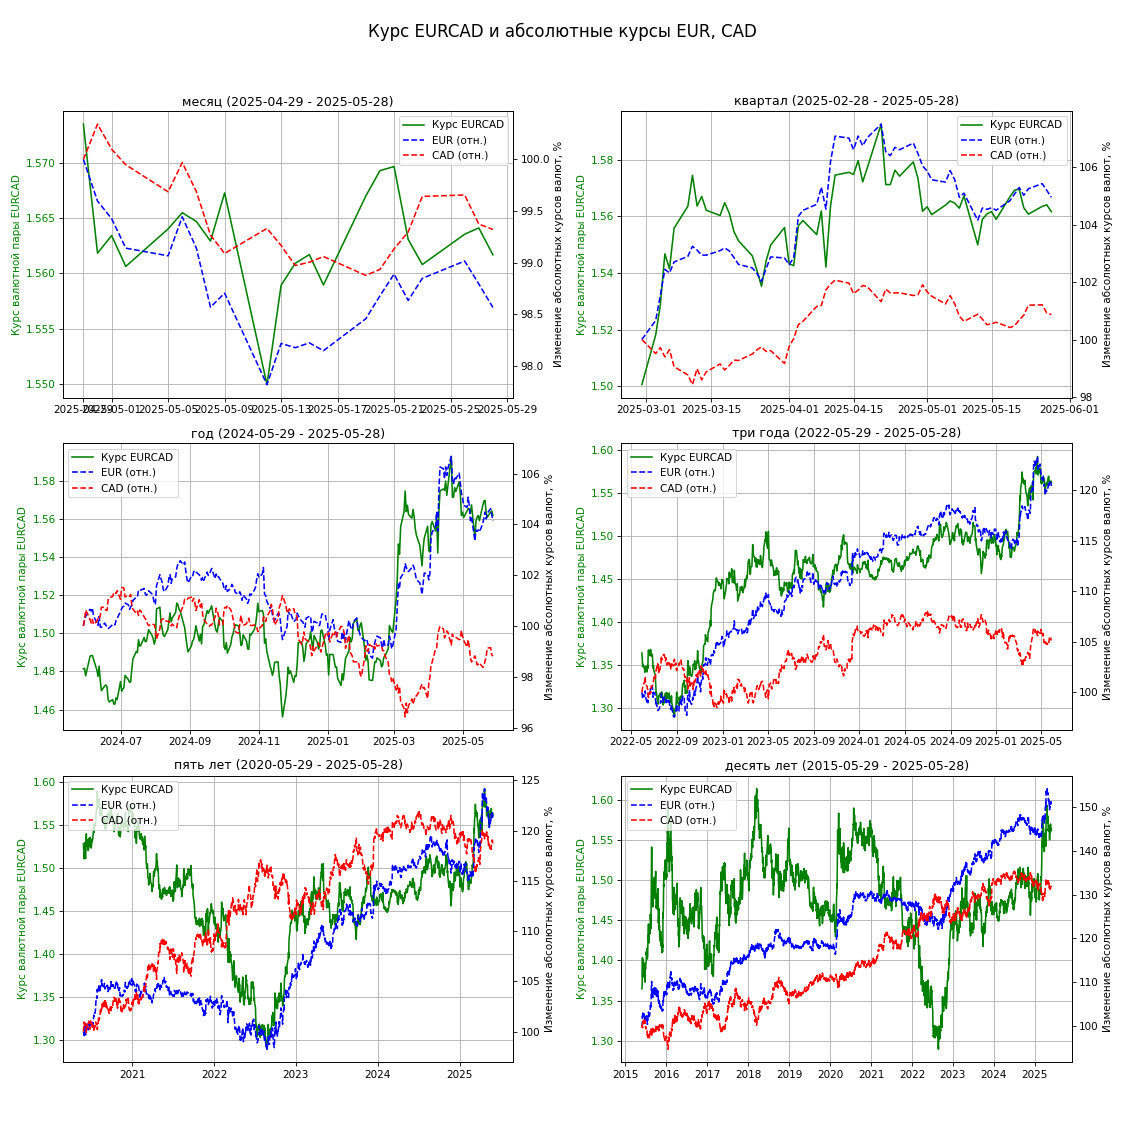 Курс EURCAD и абсолютные курсы EUR, CAD
месяц (2025-04-29 - 2025-05-28)
Курс валютной пары EURCAD
1.570
1.565
1.560
1.555
1.550
Курс EURCAD
EUR (отн.)
CAD (отн.)
100.0
99.5
99.0
98.5
98.0
Изменение абсолютных курсов валют, %
2025-04-29 2025-05-01 2025-05-05 2025-05-09 2025-05-13 2025-05-17 2025-05-21 2025-05-25 2025-05-29
квартал (2025-02-28 - 2025-05-28)
Курс валютной пары EURCAD
1.58
1.56
1.54
1.52
1.50
Курс EURCAD
EUR (отн.)
CAD (отн.)
106
104
102
100
98
Изменение абсолютных курсов валют, %
2025-03-01 2025-03-15 2025-04-01 2025-04-15 2025-05-01 2025-05-15 2025-06-01
год (2024-05-29 - 2025-05-28)
Курс валютной пары EURCAD
1.58
1.56
1.54
1.52
1.50
1.48
1.46
Курс EURCAD
EUR (отн.)
CAD (отн.)
106
104
102
100
98
96
Изменение абсолютных курсов валют, %
2024-07 2024-09 2024-11 2025-01 2025-03 2025-05
три года (2022-05-29 - 2025-05-28)
Курс валютной пары EURCAD
1.60
1.55
1.50
1.45
1.40
1.35
1.30
Курс EURCAD
EUR (отн.)
CAD (отн.)
120
115
110
105
100
Изменение абсолютных курсов валют, %
2022-05 2022-09 2023-01 2023-05 2023-09 2024-01 2024-05 2024-09 2025-01 2025-05
пять лет (2020-05-29 - 2025-05-28)
Курс валютной пары EURCAD
1.60
1.55
1.50
1.45
1.40
1.35
1.30
Курс EURCAD
EUR (отн.)
CAD (отн.)
125
120
115
110
105
100
Изменение абсолютных курсов валют, %
2021 2022 2023 2024 2025
десять лет (2015-05-29 - 2025-05-28)
Курс валютной пары EURCAD
1.60
1.55
1.50
1.45
1.40
1.35
1.30
Курс EURCAD
EUR (отн.)
CAD (отн.)
150
140
130
120
110
100
Изменение абсолютных курсов валют, %
2015 2016 2017 2018 2019 2020 2021 2022 2023 2024 2025